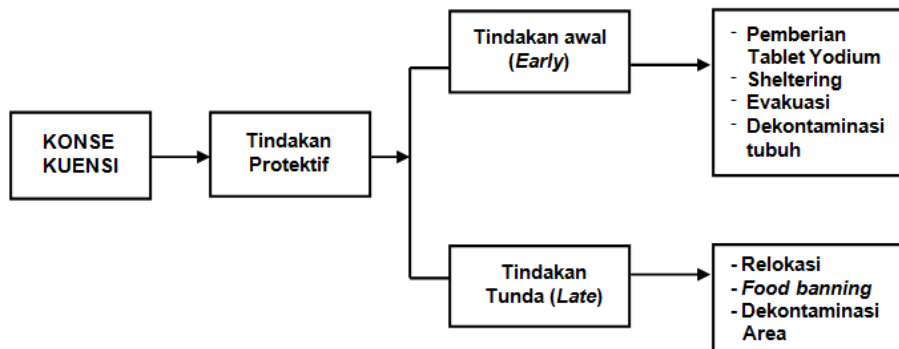 KONSE
KUENSI
Tindakan
Protektif
Tindakan awal
(Early)
- Pemberian
Tablet Yodium
- Sheltering
- Evakuasi
- Dekontaminasi
tubuh
Tindakan
Tunda (Late)
- Relokasi
- Food banning
- Dekontaminasi
Area